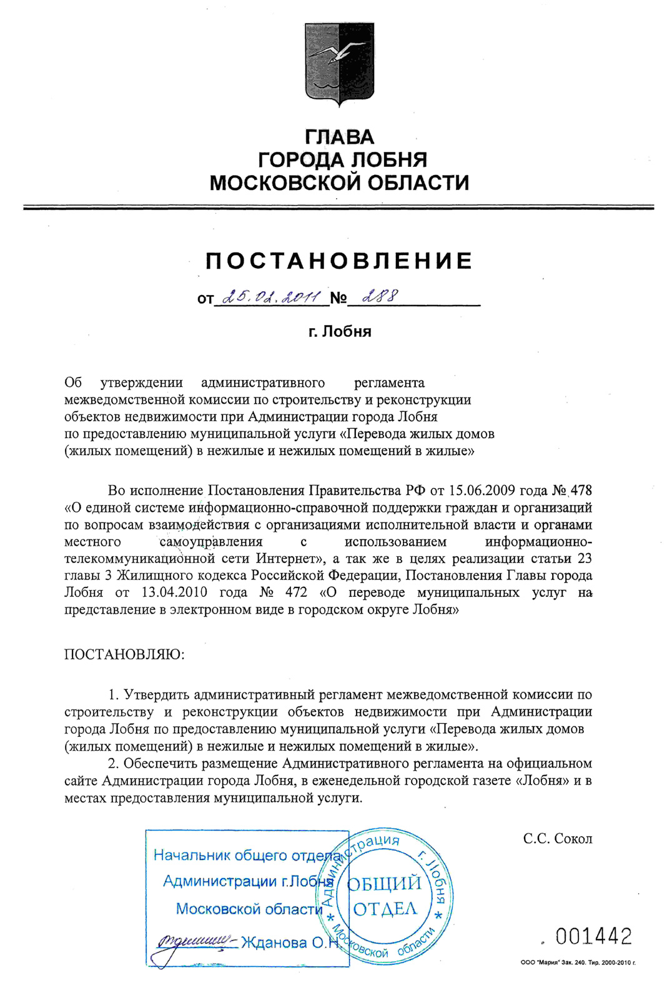 ГЛАВА
ГОРОДА ЛОБНЯ
МОСКОВСКОЙ ОБЛАСТИ
ПОСТАНОВЛЕНИЕ
от 25.02.2011 № 288
г. Лобня
Об утверждении административного регламента
межведомственной комиссии по строительству и реконструкции
объектов недвижимости при Администрации города Лобня
по предоставлению муниципальной услуги «Перевода жилых домов
(жилых помещений) в нежилые и нежилых помещений в жилые»
Во исполнение Постановления Правительства РФ от 15.06.2009 года № 478
«О единой системе информационно-справочной поддержки граждан и организаций
по вопросам взаимодействия с организациями исполнительной власти и органами
местного самоуправления с использованием информационно-
телекоммуникационной сети Интернет», а так же в целях реализации статьи 23
главы 3 Жилищного кодекса Российской Федерации, Постановления Главы города
Лобня от 13.04.2010 года № 472 «О переводе муниципальных услуг на
представление в электронном виде в городском округе Лобня»
ПОСТАНОВЛЯЮ:
1. Утвердить административный регламент межведомственной комиссии по
строительству и реконструкции объектов недвижимости при Администрации
города Лобня по предоставлению муниципальной услуги «Перевода жилых домов
(жилых помещений) в нежилые и нежилых помещений в жилые».
2. Обеспечить размещение Административного регламента на официальном
сайте Администрации города Лобня, в еженедельной городской газете «Лобня» и в
местах предоставления муниципальной услуги.
С.С. Сокол
Начальник общего отдела
Администрации г.Лобня
Московской области
Жданова О.Н.
Администрация г. Лобня
* Московской области *
ОБЩИЙ
ОТДЕЛ
001442
ООО "Мария" Зак. 240. Тир. 2000-2010 г.